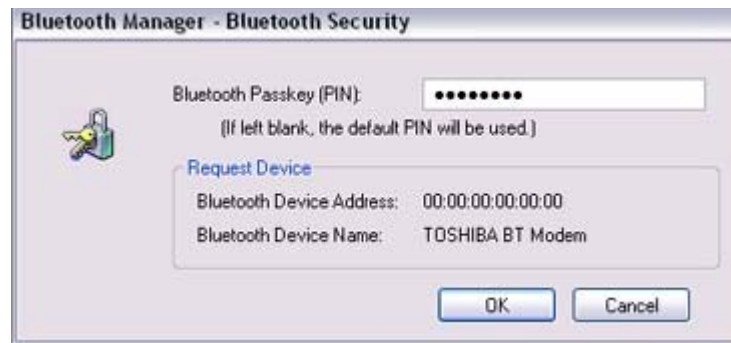 Bluetooth Manager - Bluetooth Security
Bluetooth Passkey (PIN): ••••••••
(If left blank, the default PIN will be used.)
Request Device
Bluetooth Device Address: 00:00:00:00:00:00
Bluetooth Device Name: TOSHIBA BT Modem
OK Cancel